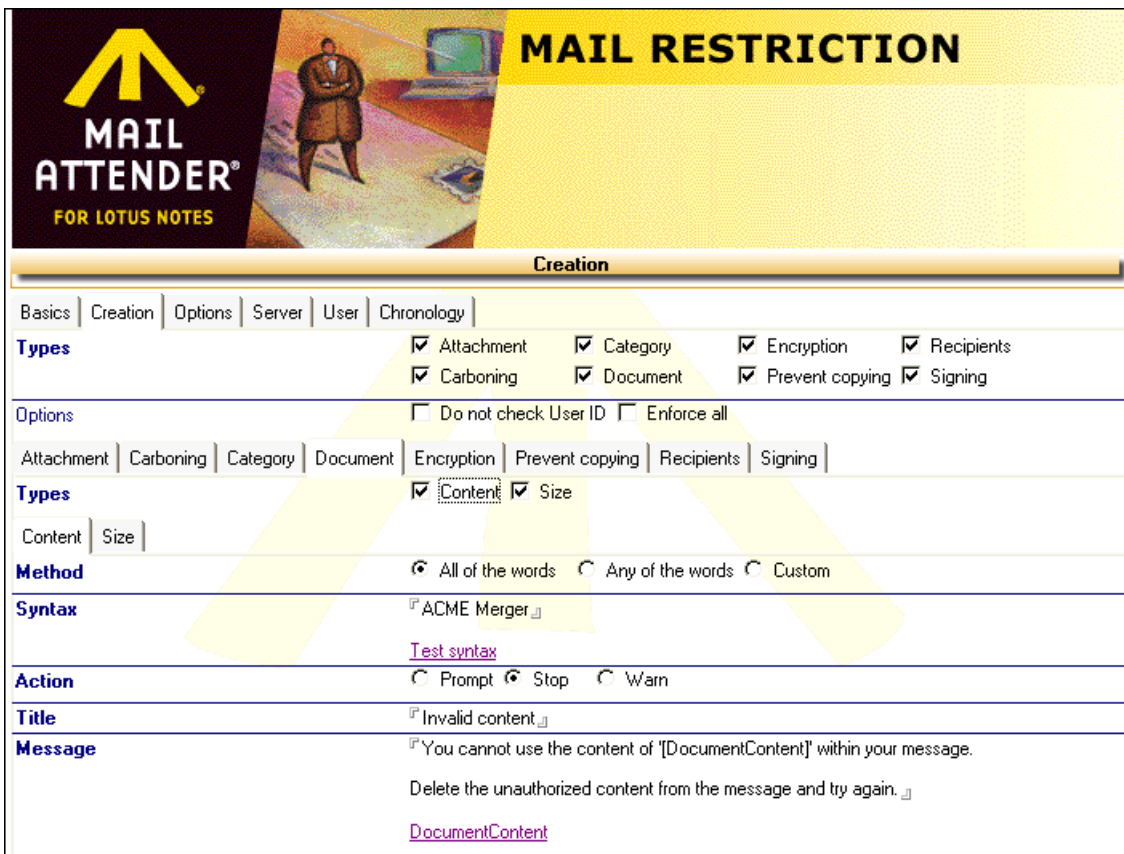 MAIL RESTRICTION
MAIL
ATTENDER®
FOR LOTUS NOTES
Creation
Basics Creation Options Server User Chronology
Types Attachment Category Encryption Recipients
Carboning Document Prevent copying Signing
Options Do not check User ID Enforce all
Attachment Carboning Category Document Encryption Prevent copying Recipients Signing
Types Content Size
Content Size
Method All of the words Any of the words Custom
Syntax ACME Merger
Test syntax
Action Prompt Stop Warn
Title Invalid content
Message You cannot use the content of '[DocumentContent]' within your message.
Delete the unauthorized content from the message and try again.
DocumentContent